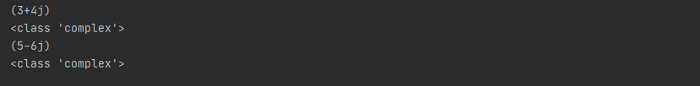 (3+4j)
<class 'complex'>
(5-6j)
<class 'complex'>